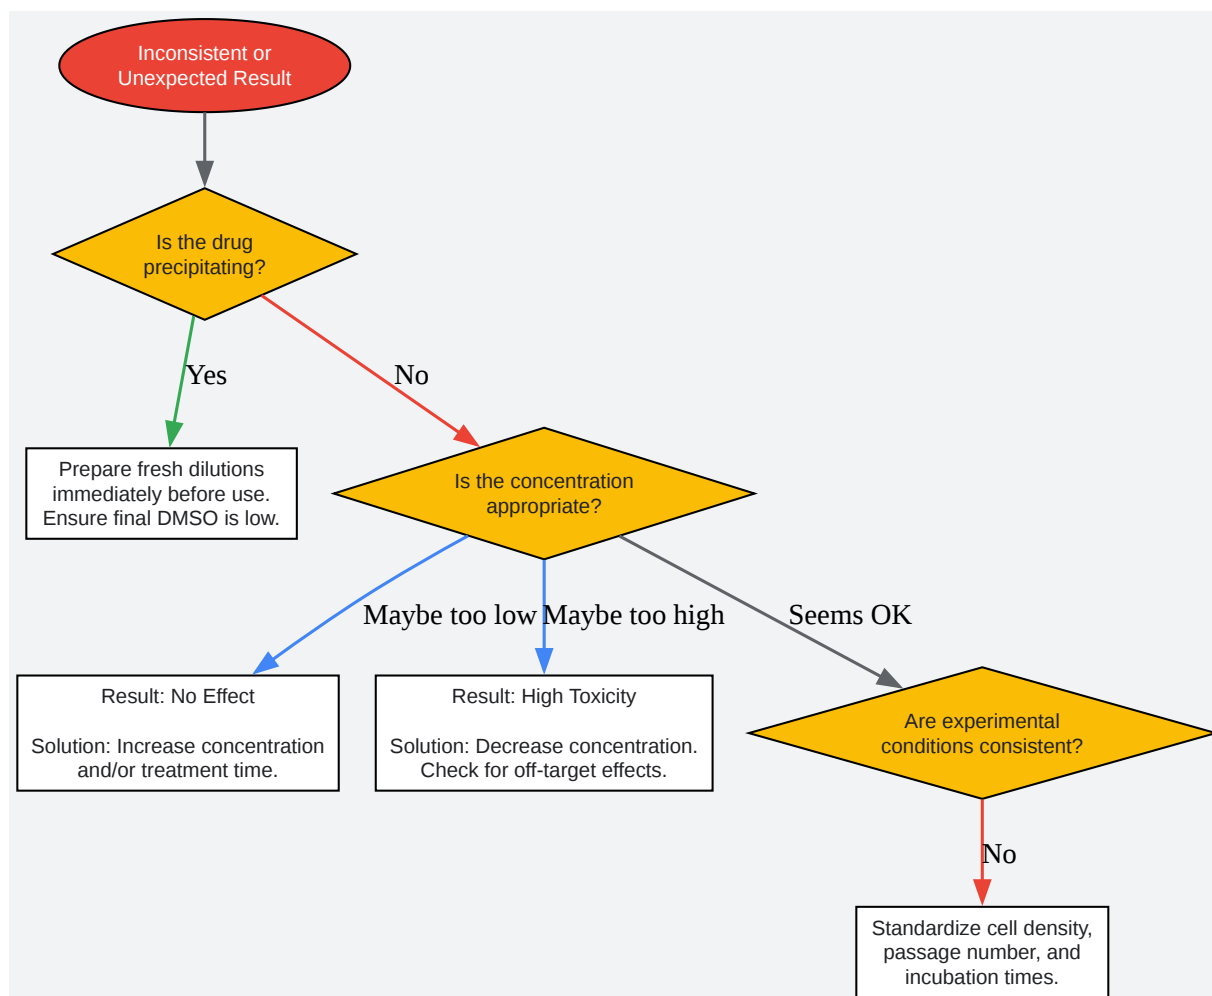 Inconsistent or
Unexpected Result
Is the drug
precipitating?
Yes
No
Prepare fresh dilutions
immediately before use.
Ensure final DMSO is low.
Is the concentration
appropriate?
Maybe too low
Maybe too high
Seems OK
Result: No Effect
Solution: Increase concentration
and/or treatment time.
Result: High Toxicity
Solution: Decrease concentration.
Check for off-target effects.
Are experimental
conditions consistent?
No
Standardize cell density,
passage number, and
incubation times.